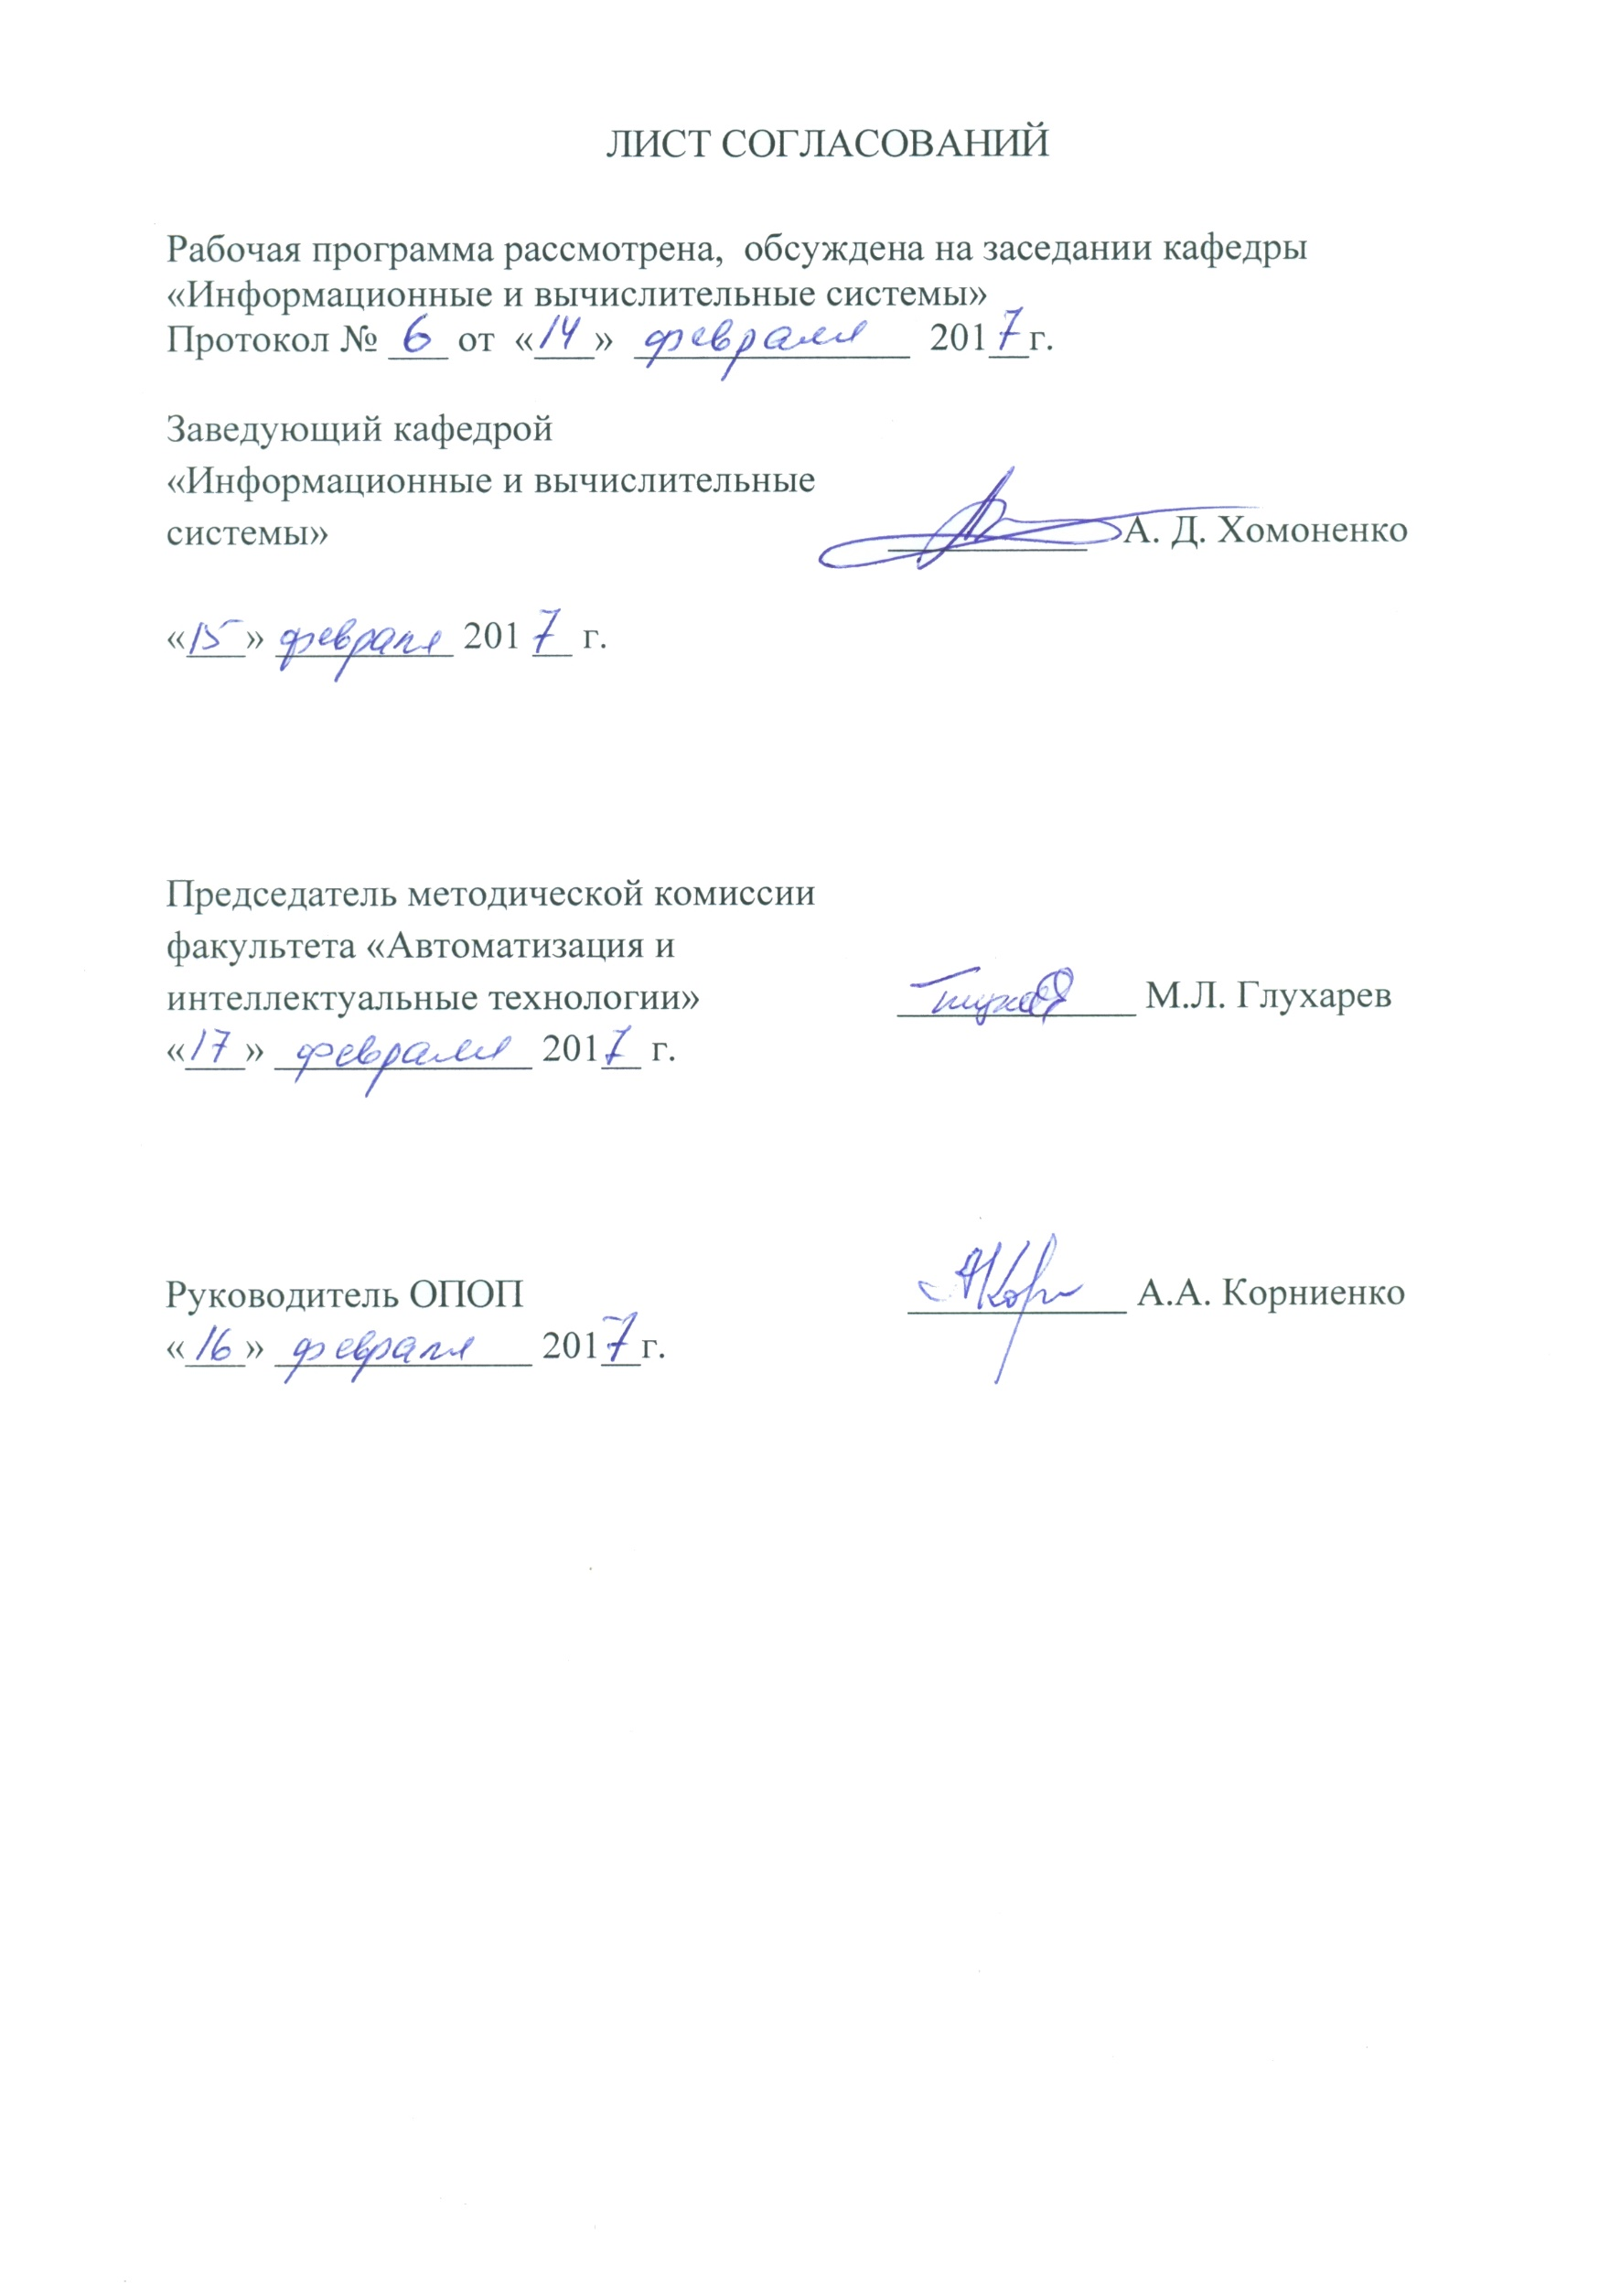 ЛИСТ СОГЛАСОВАНИЙ
Рабочая программа рассмотрена, обсуждена на заседании кафедры
«Информационные и вычислительные системы»
Протокол № 6 от «14» февраля 2017г.
Заведующий кафедрой
«Информационные и вычислительные
системы» А. Д. Хомоненко
«15» февраля 2017 г.
Председатель методической комиссии
факультета «Автоматизация и
интеллектуальные технологии» М.Л. Глухарев
«17» февраля 2017 г.
Руководитель ОПОП А.А. Корниенко
«16» февраля 2017г.